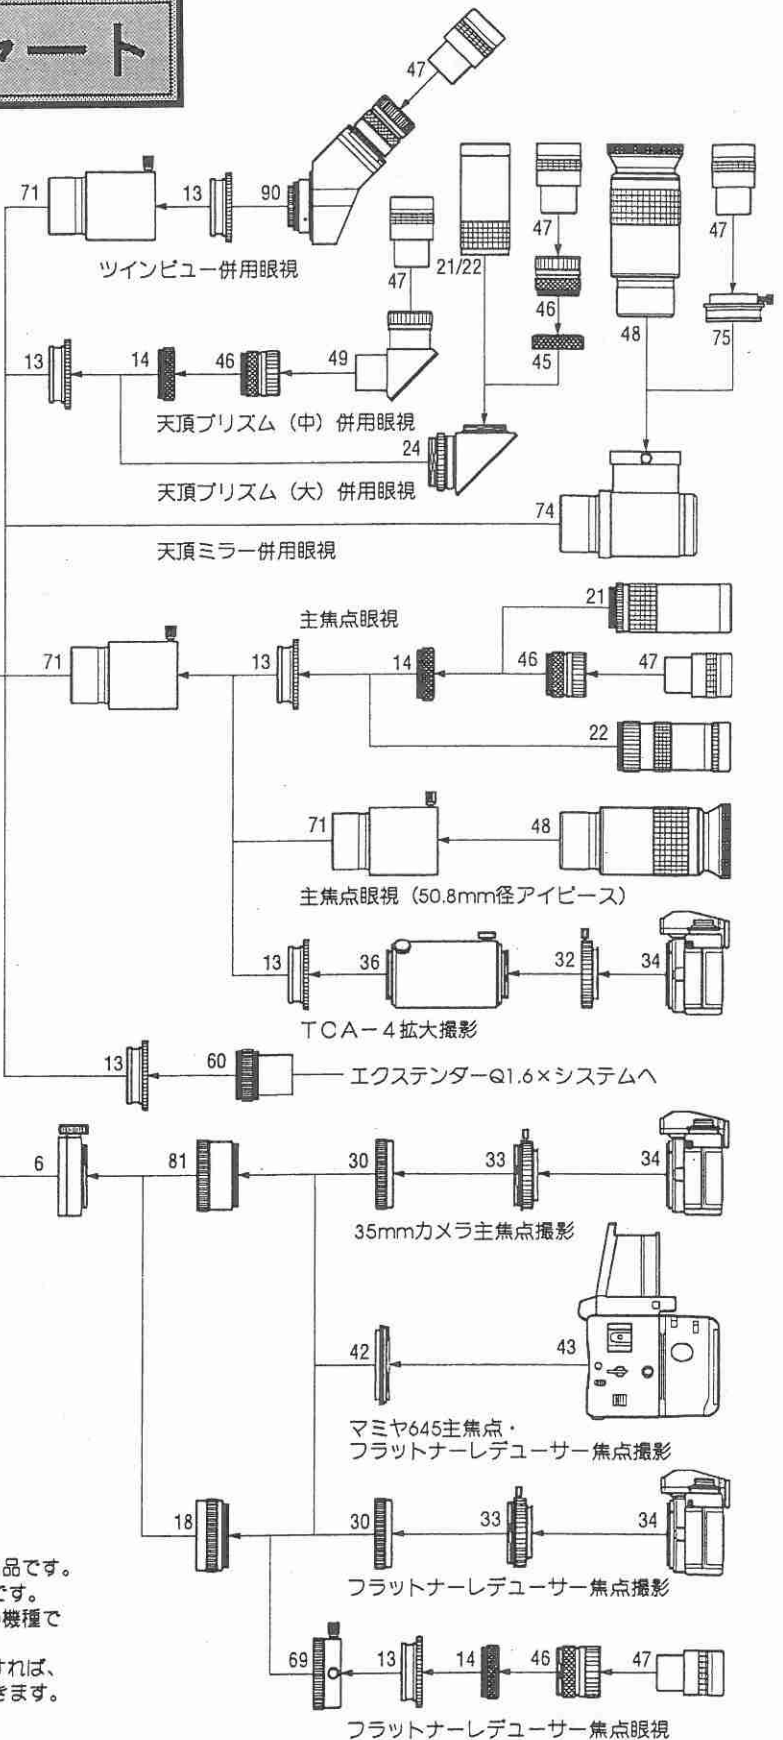 ャート
47
71
13
90
47
21/22
47
46
45
48
47
75
ツインビュー併用眼視
13
14
46
49
天頂プリズム（中）併用眼視
24
天頂プリズム（大）併用眼視
74
天頂ミラー併用眼視
主焦点眼視
21
71
13
14
46
47
22
71
48
主焦点眼視（50.8mm径アイピース）
13
36
32
34
TCA－4拡大撮影
13
60
エクステンダーQ1.6×システムへ
6
81
30
33
34
35mmカメラ主焦点撮影
42
43
マミヤ645主焦点・
フラットナーレデューサー焦点撮影
18
30
33
34
フラットナーレデューサー焦点撮影
品です。
です。
機種で
すれば、
きます。
69
13
14
46
47
フラットナーレデューサー焦点眼視